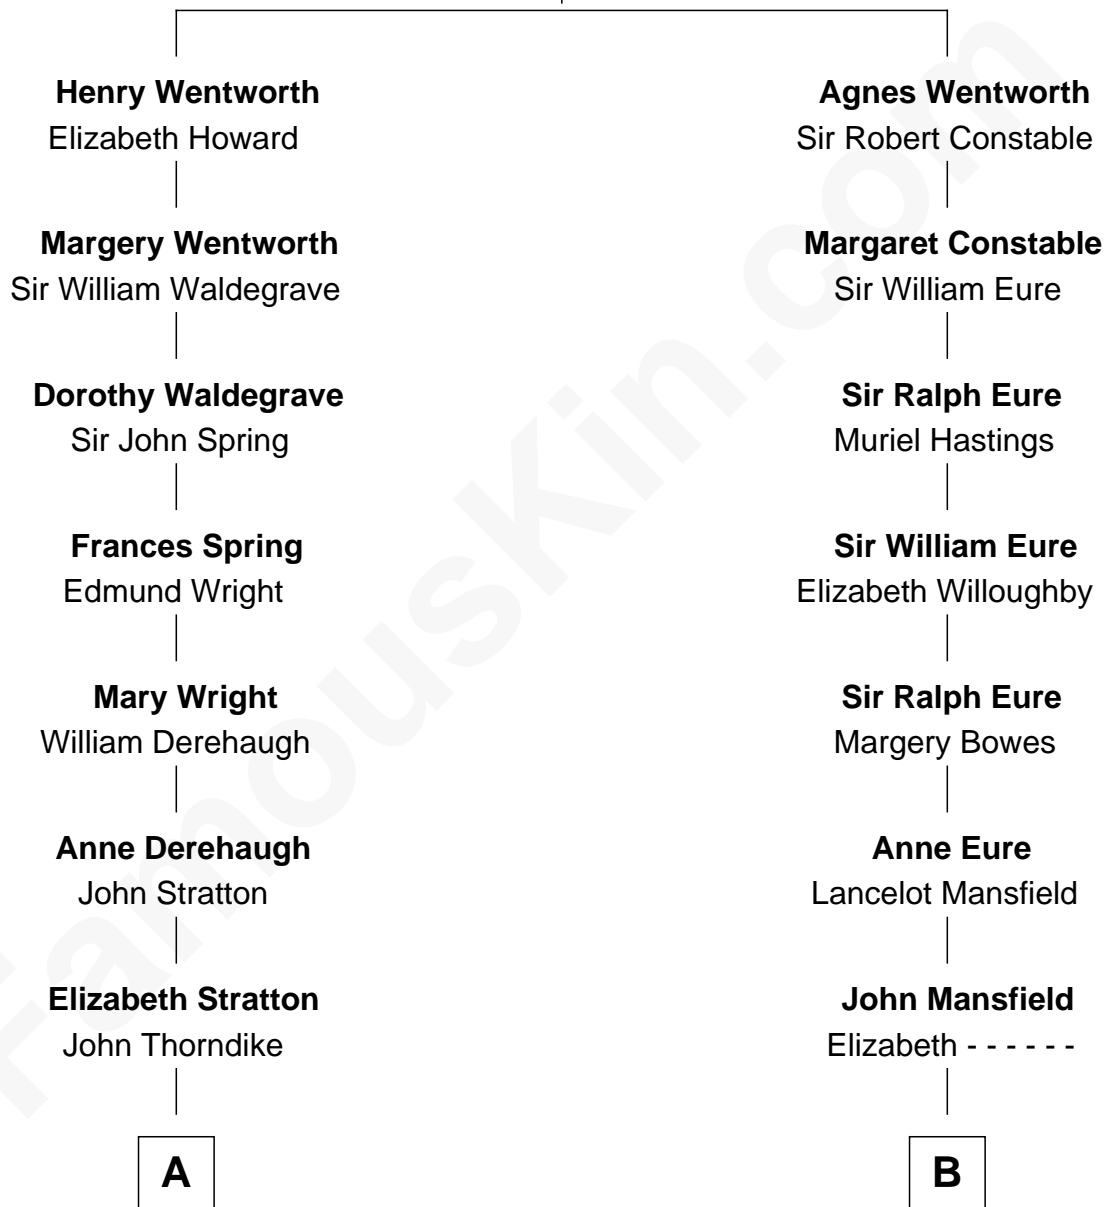 Henry Wentworth
Elizabeth Howard
Margery Wentworth
Sir William Waldegrave
Dorothy Waldegrave
Sir John Spring
Frances Spring
Edmund Wright
Mary Wright
William Derehaugh
Anne Derehaugh
John Stratton
Elizabeth Stratton
John Thorndike
A
Agnes Wentworth
Sir Robert Constable
Margaret Constable
Sir William Eure
Sir Ralph Eure
Muriel Hastings
Sir William Eure
Elizabeth Willoughby
Sir Ralph Eure
Margery Bowes
Anne Eure
Lancelot Mansfield
John Mansfield
Elizabeth - - - - - -
B
FamousKin.com